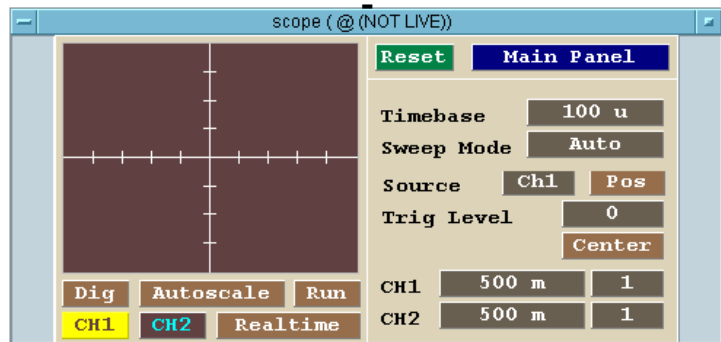 scope ( @ (NOT LIVE))
Reset Main Panel
Timebase 100 u
Sweep Mode Auto
Source Ch1 Pos
Trig Level 0
Center
CH1 500 m 1
CH2 500 m 1
Dig Autoscale Run
CH1 CH2 Realtime